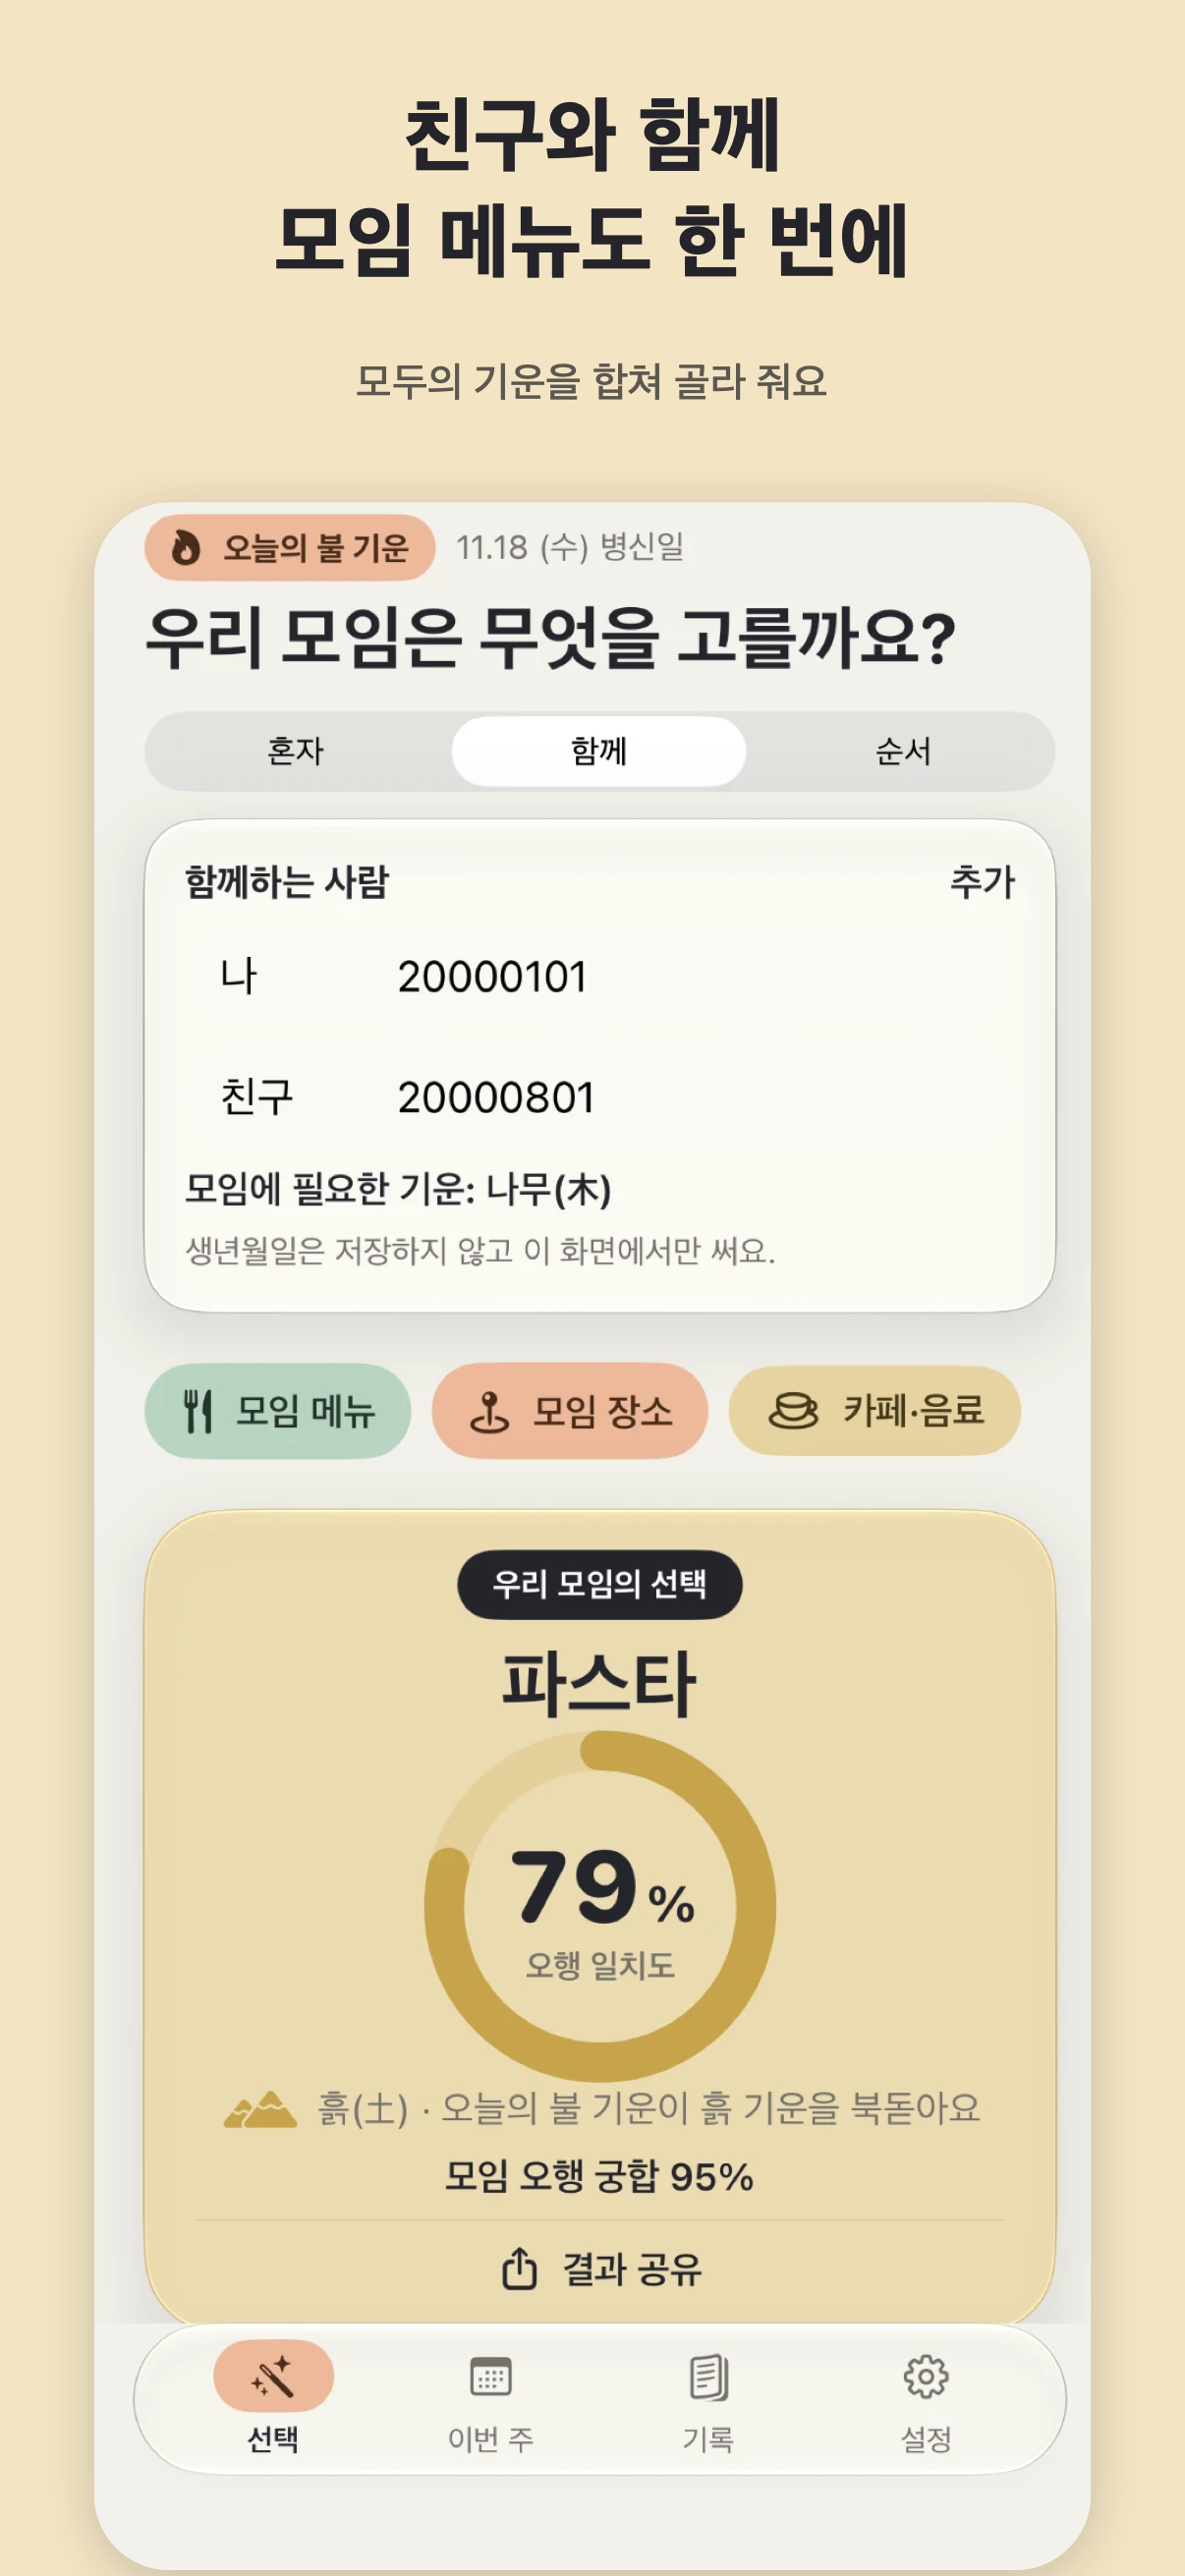 친구와 함께
모임 메뉴도 한 번에
모두의 기운을 합쳐 골라 줘요
오늘의 불 기운 11.18 (수) 병신일
우리 모임은 무엇을 고를까요?
혼자 함께 순서
함께하는 사람 추가
나 20000101
친구 20000801
모임에 필요한 기운: 나무(木)
생년월일은 저장하지 않고 이 화면에서만 써요.
모임 메뉴 모임 장소 카페·음료
우리 모임의 선택
파스타
79%
오행 일치도
흙(土) · 오늘의 불 기운이 흙 기운을 북돋아요
모임 오행 궁합 95%
결과 공유
선택 이번 주 기록 설정